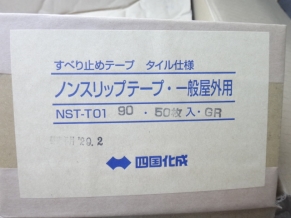 すべり止めテープ タイル仕様
ノンスリップテープ・一般屋外用
NST-T01 90 ・ 50枚入・GR
'29. 2
四国化成